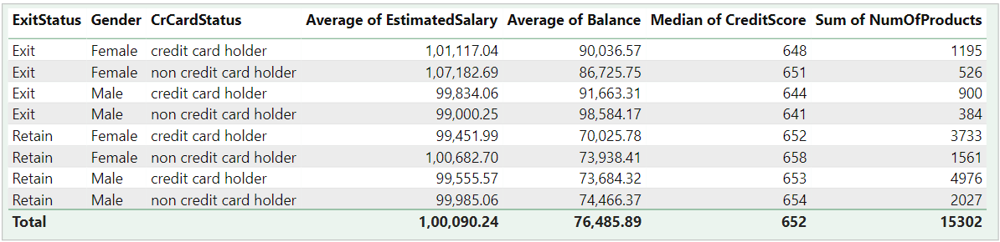 ExitStatus Gender CrCardStatus Average of EstimatedSalary Average of Balance Median of CreditScore Sum of NumOfProducts
Exit Female credit card holder 1,01,117.04 90,036.57 648 1195
Exit Female non credit card holder 1,07,182.69 86,725.75 651 526
Exit Male credit card holder 99,834.06 91,663.31 644 900
Exit Male non credit card holder 99,000.25 98,584.17 641 384
Retain Female credit card holder 99,451.99 70,025.78 652 3733
Retain Female non credit card holder 1,00,682.70 73,938.41 658 1561
Retain Male credit card holder 99,555.57 73,684.32 653 4976
Retain Male non credit card holder 99,985.06 74,466.37 654 2027
Total 1,00,090.24 76,485.89 652 15302